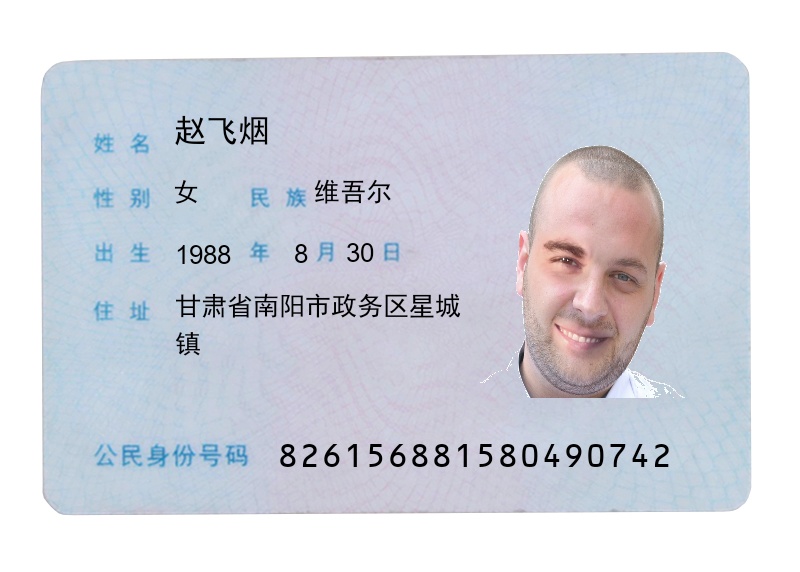 姓名 赵飞烟
性别 女 民族 维吾尔
出生 1988 年 8 月 30 日
住址 甘肃省南阳市政务区星城
镇
公民身份号码 826156881580490742